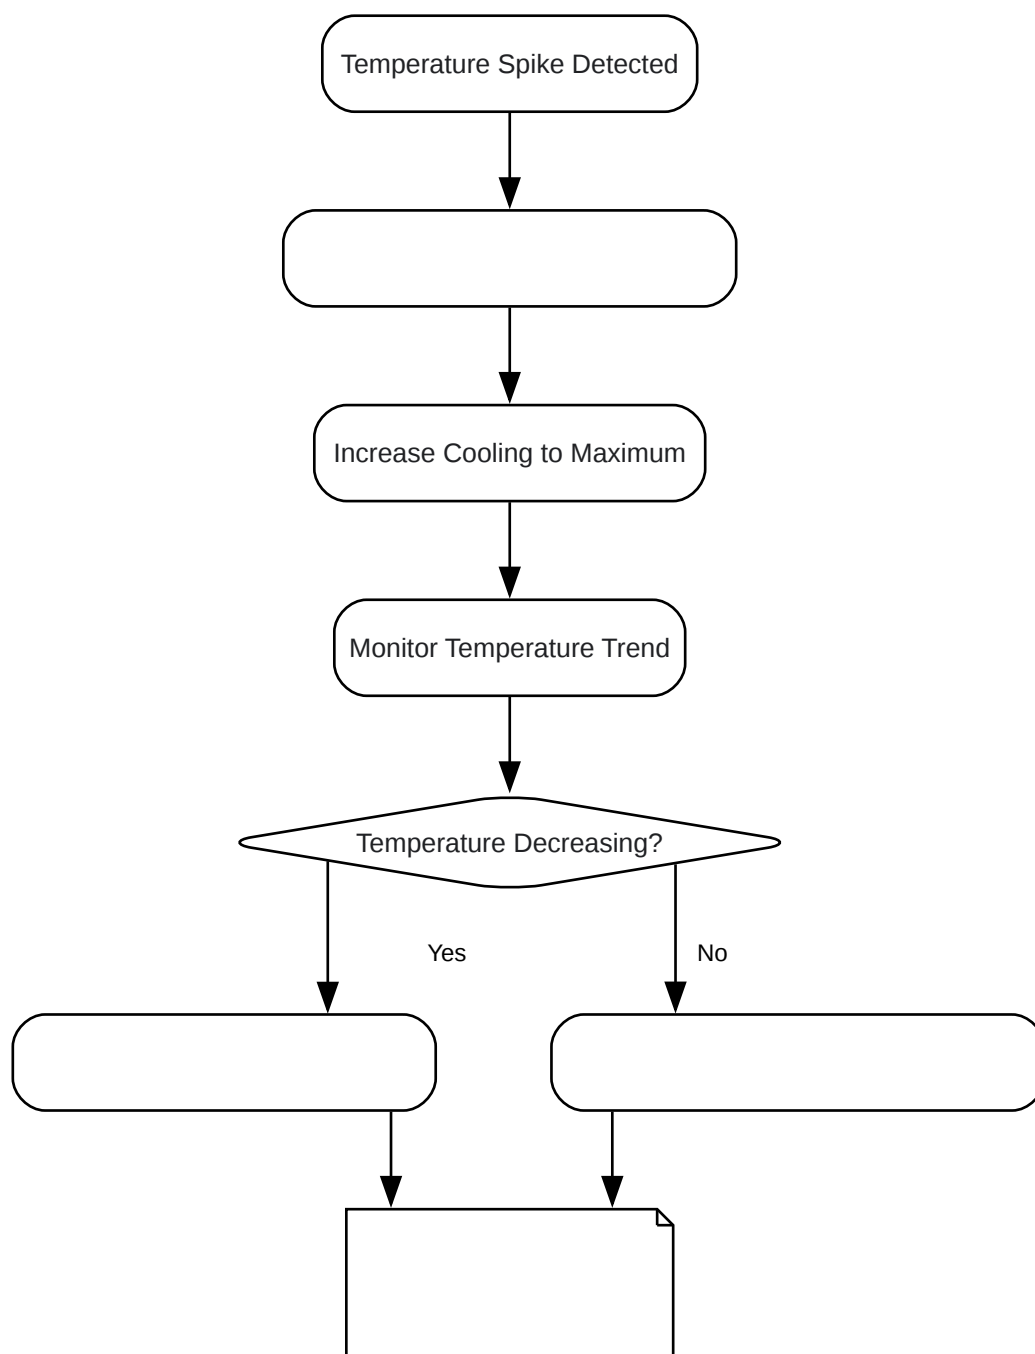 Temperature Spike Detected
Increase Cooling to Maximum
Monitor Temperature Trend
Temperature Decreasing?
Yes
No